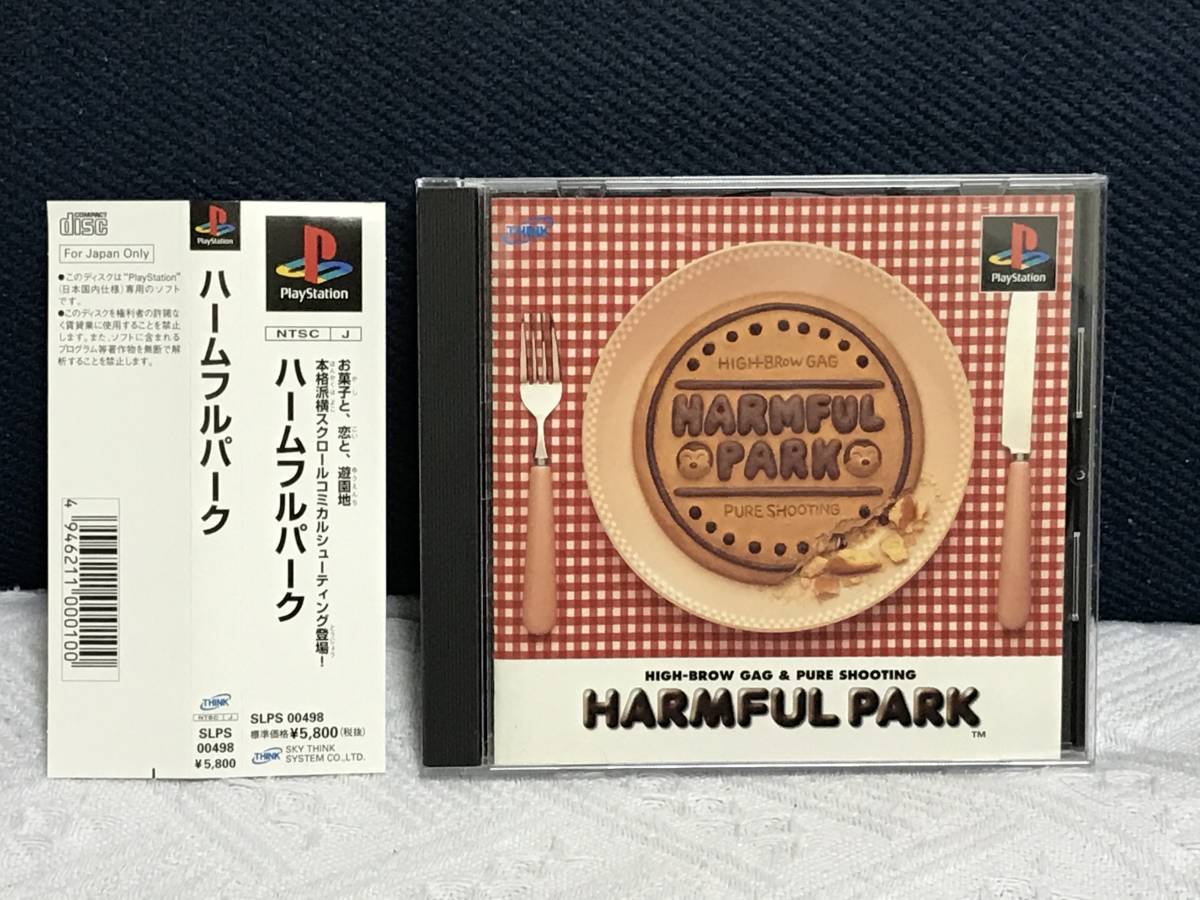 COMPACT
disc
For Japan Only
●このディスクは"PlayStation"
(日本国内仕様)専用のソフト
です。
●このディスクを権利者の許諾な
く賃貸業に使用することを禁止
します。また、ソフトに含まれる
プログラム等著作物を無断で解
析することを禁止します。
4 946211 000100
PlayStation
ハームフルパーク
THINK
NTSC J
SLPS
00498
¥5,800
PlayStation
NTSC J
お菓子と、恋と、遊園地
本格派横スクロールコミカルシューティング登場!
ハームフルパーク
SLPS 00498
標準価格¥5,800(税抜)
THINK
SKY THINK
SYSTEM CO.,LTD.
THINK
PlayStation
HIGH-BROW GAG
HARMFUL
PARK
PURE SHOOTING
HIGH-BROW GAG & PURE SHOOTING
HARMFUL PARK
TM